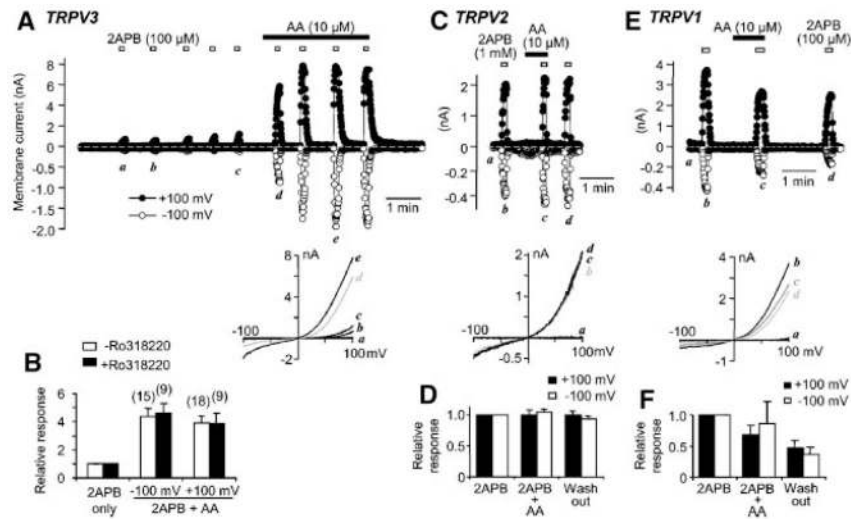 A TRPV3
2APB (100 µM)
AA (10 µM)
Membrane current (nA)
8
6
4
2
0
-0.5
-1.0
-1.5
-2.0
a
b
c
d
e
+100 mV
-100 mV
1 min
nA
8
4
-100
0
-2
100 mV
e
d
c
b
a
B
-Ro318220
+Ro318220
Relative response
6
4
2
0
(15)
(9)
(18)
(9)
2APB
only
-100 mV +100 mV
2APB + AA
C TRPV2
2APB
(1 mM)
AA
(10 µM)
(nA)
2
1
0
-0.2
-0.4
a
b
c
d
1 min
nA
2
1
-100
0
-0.5
100mV
d
c
b
a
D
+100 mV
-100 mV
Relative
response
1.0
0.5
0
2APB
2APB
+
AA
Wash
out
E TRPV1
AA (10 µM)
2APB
(100 µM)
(nA)
4
2
0
-0.2
-0.4
a
b
c
d
1 min
nA
4
2
-100
0
-1
100 mV
b
c
d
a
F
+100 mV
-100 mV
Relative
response
1.0
0.5
0
2APB
2APB
+
AA
Wash
out